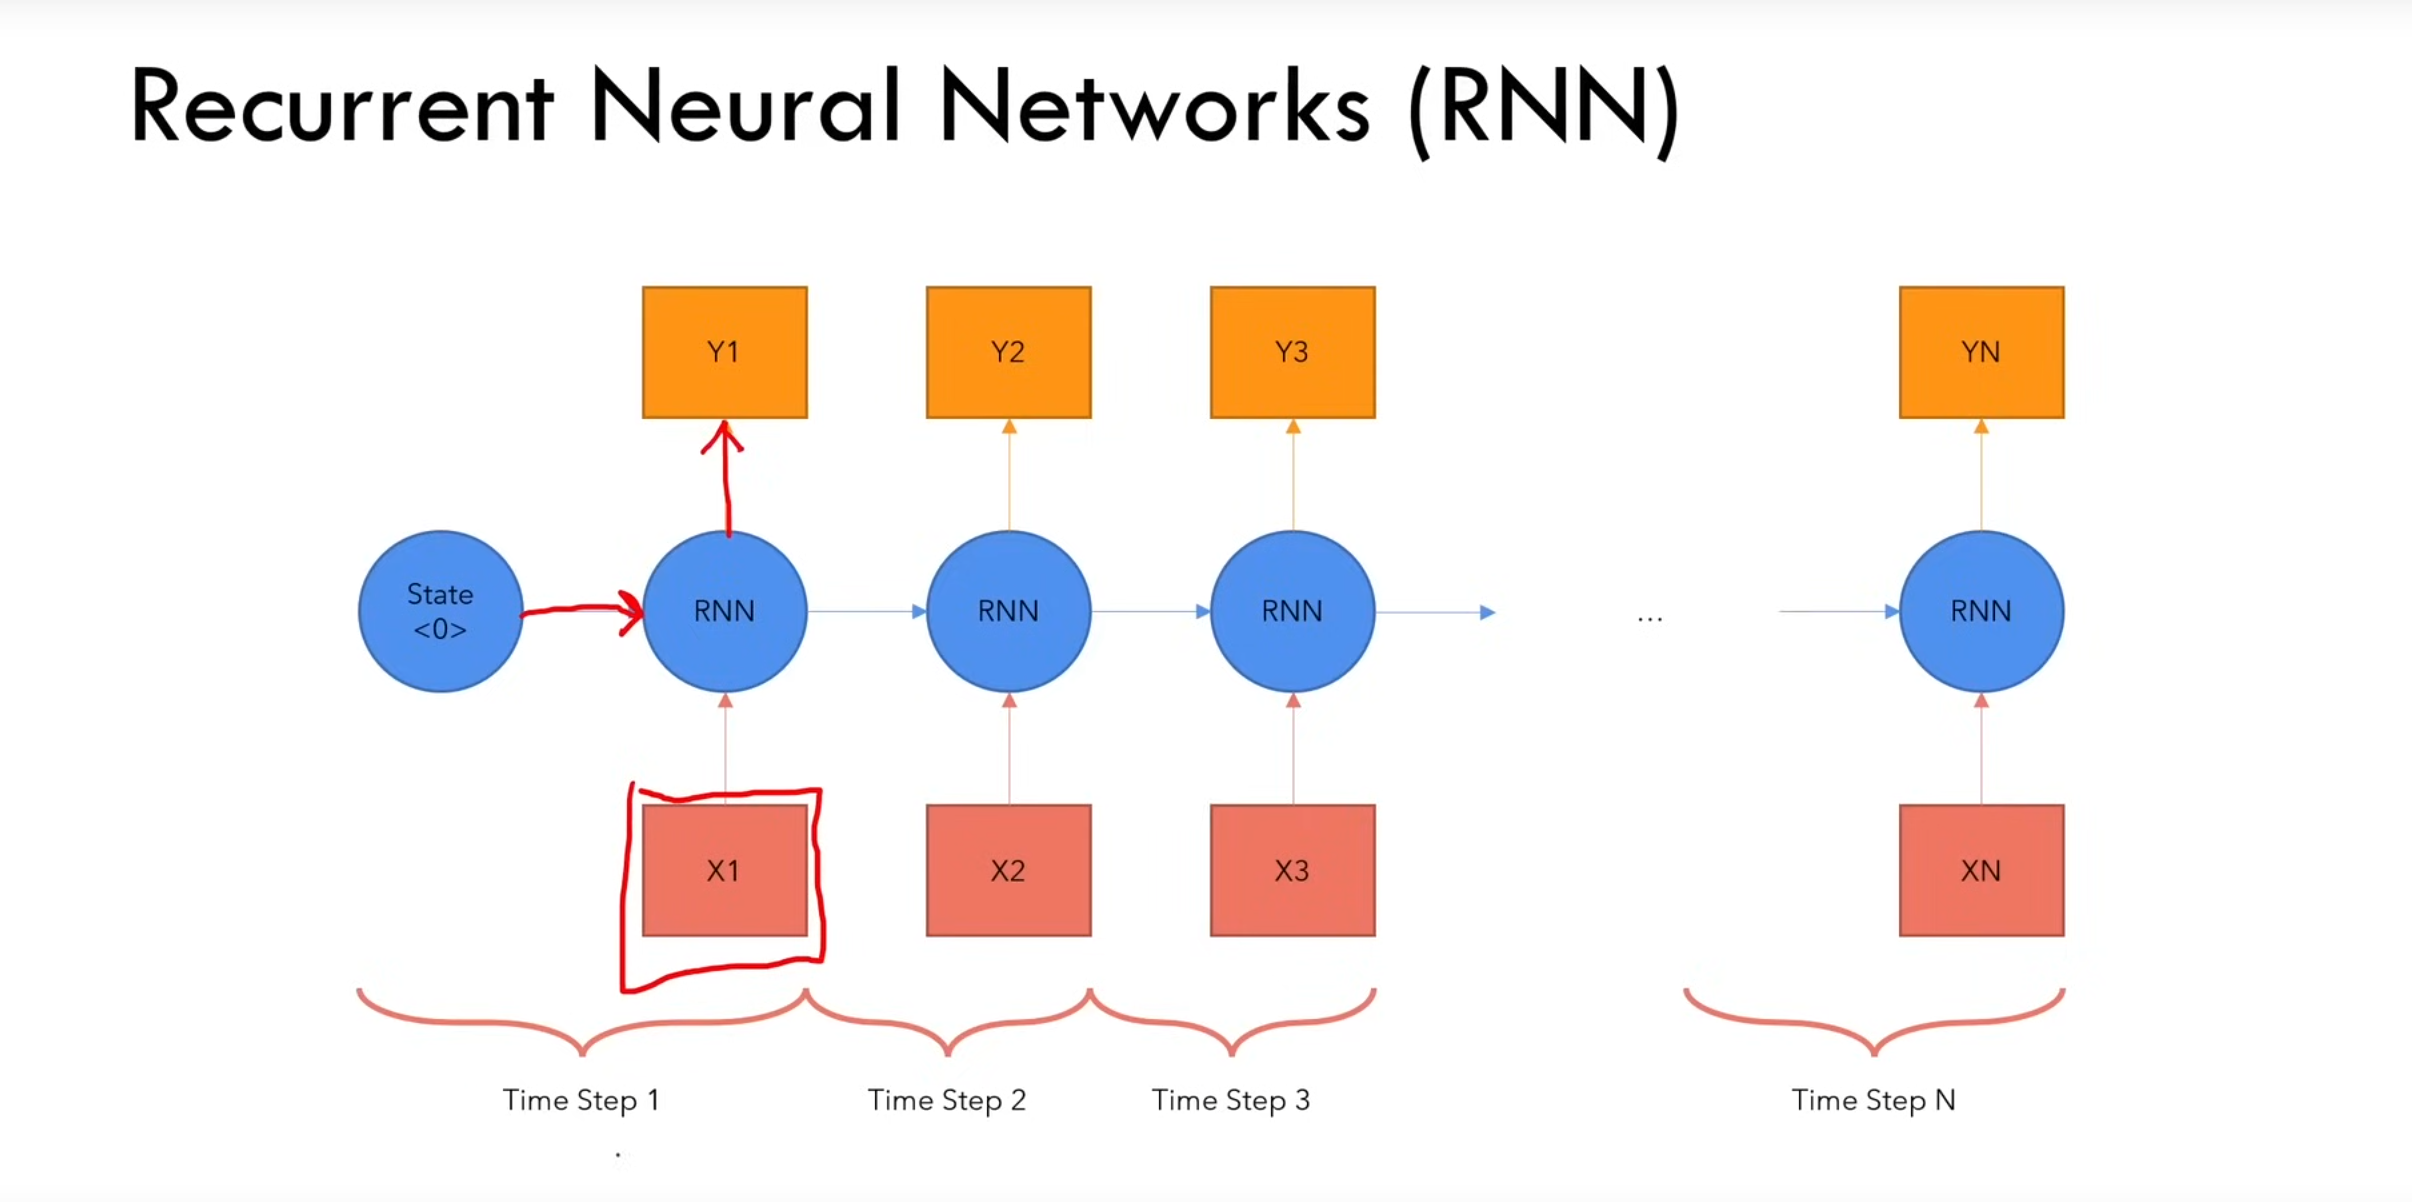 Recurrent Neural Networks (RNN)
Y1 Y2 Y3 YN
State
<0>
RNN RNN RNN ... RNN
X1 X2 X3 XN
Time Step 1 Time Step 2 Time Step 3 Time Step N